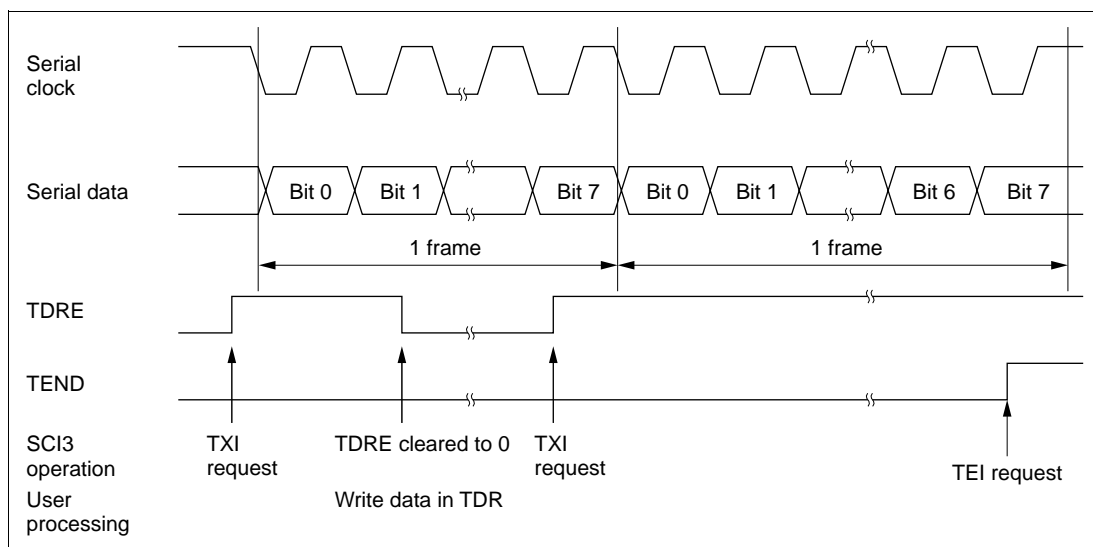 Serial
clock
Serial data
Bit 0
Bit 1
Bit 7
Bit 0
Bit 1
Bit 6
Bit 7
1 frame
1 frame
TDRE
TEND
SCI3
operation
TXI
request
TDRE cleared to 0
TXI
request
TEI request
User
processing
Write data in TDR